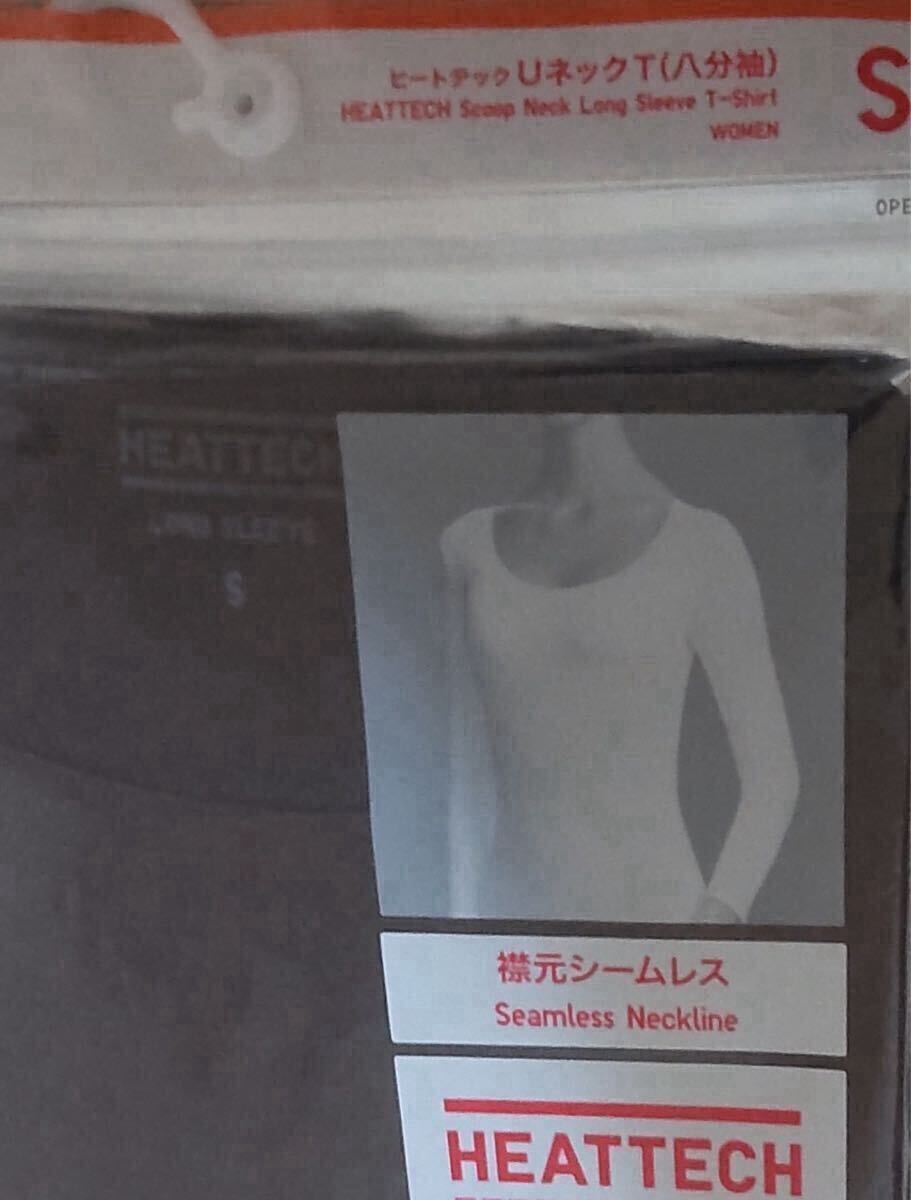 ヒートテックUネックT(八分袖)
HEATTECH Scoop Neck Long Sleeve T-Shirt
WOMEN
S
OPE
HEATTECH
LONG SLEEVE
S
襟元シームレス
Seamless Neckline
HEATTECH